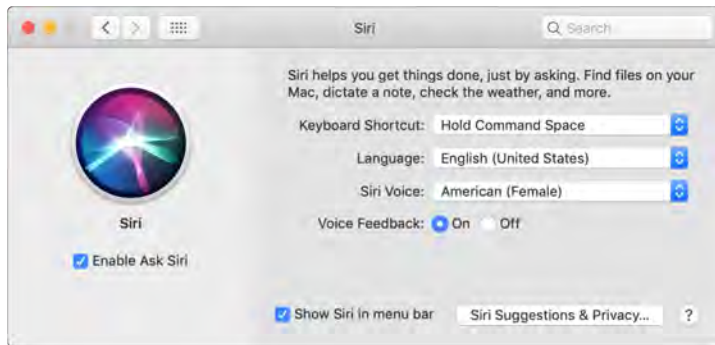 Siri
Search
Siri helps you get things done, just by asking. Find files on your
Mac, dictate a note, check the weather, and more.
Keyboard Shortcut: Hold Command Space
Language: English (United States)
Siri Voice: American (Female)
Siri
Voice Feedback: On Off
Enable Ask Siri
Show Siri in menu bar Siri Suggestions & Privacy... ?